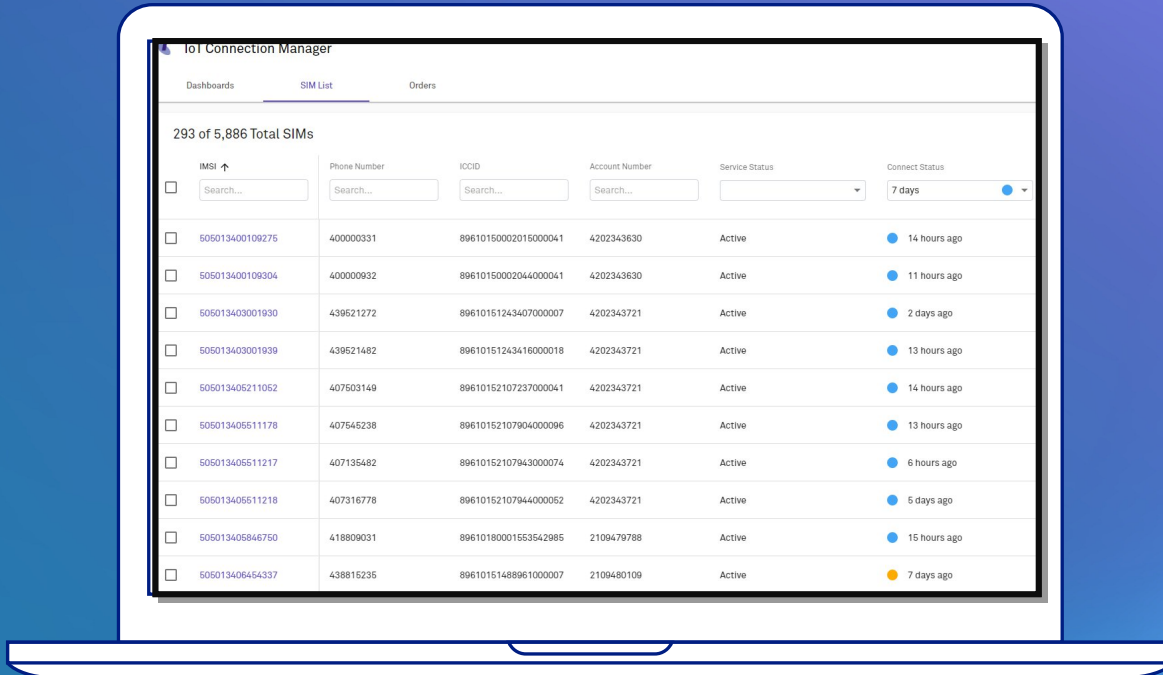 IoT Connection Manager
Dashboards SIM List Orders
293 of 5,886 Total SIMs
IMSI ↑ Phone Number ICCID Account Number Service Status Connect Status
Search... Search... Search... Search... 7 days
505013400109275 400000331 89610150002015000041 4202343630 Active 14 hours ago
505013400109304 400000932 89610150002044000041 4202343630 Active 11 hours ago
505013403001930 439521272 89610151243407000007 4202343721 Active 2 days ago
505013403001939 439521482 89610151243416000018 4202343721 Active 13 hours ago
505013405211052 407503149 89610152107237000041 4202343721 Active 14 hours ago
505013405511178 407545238 89610152107904000096 4202343721 Active 13 hours ago
505013405511217 407135482 89610152107943000074 4202343721 Active 6 hours ago
505013405511218 407316778 89610152107944000052 4202343721 Active 5 days ago
505013405846750 418809031 89610180001553542985 2109479788 Active 15 hours ago
505013406454337 438815235 89610151488961000007 2109480109 Active 7 days ago